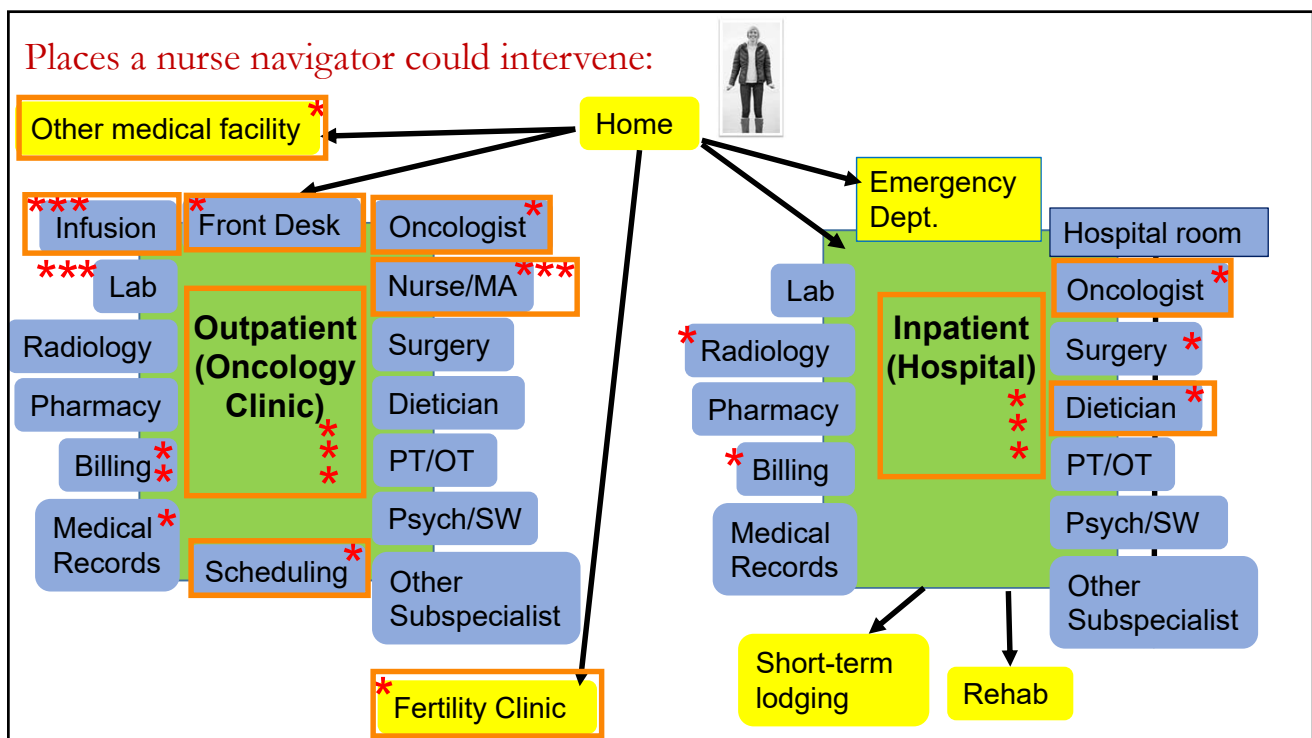 Places a nurse navigator could intervene:
Other medical facility *
Home
*** Infusion
* Front Desk
Oncologist *
*** Lab
Nurse/MA ***
Radiology
Surgery
Pharmacy
Dietician
Billing *
*
PT/OT
Medical *
Records
Psych/SW
Scheduling *
Other
Subspecialist
Outpatient
(Oncology
Clinic)
*
*
*
* Fertility Clinic
Emergency
Dept.
Hospital room
Lab
Oncologist *
* Radiology
Surgery *
Pharmacy
Dietician *
* Billing
PT/OT
Medical
Records
Psych/SW
Other
Subspecialist
Inpatient
(Hospital)
*
*
*
Short-term
lodging
Rehab